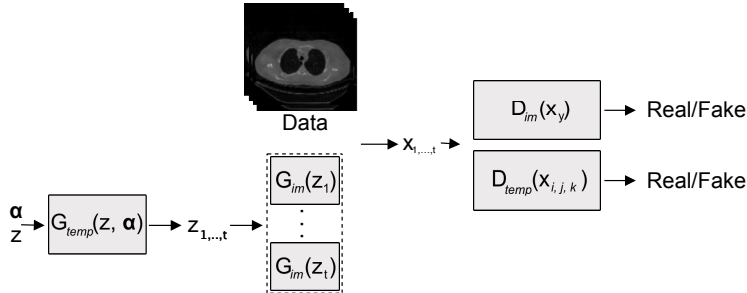 Data
α
z
G_temp(z, α)
z_1,..,t
G_im(z_1)
G_im(z_t)
x_1,...,t
D_im(x_y)
Real/Fake
D_temp(x_i, j, k)
Real/Fake